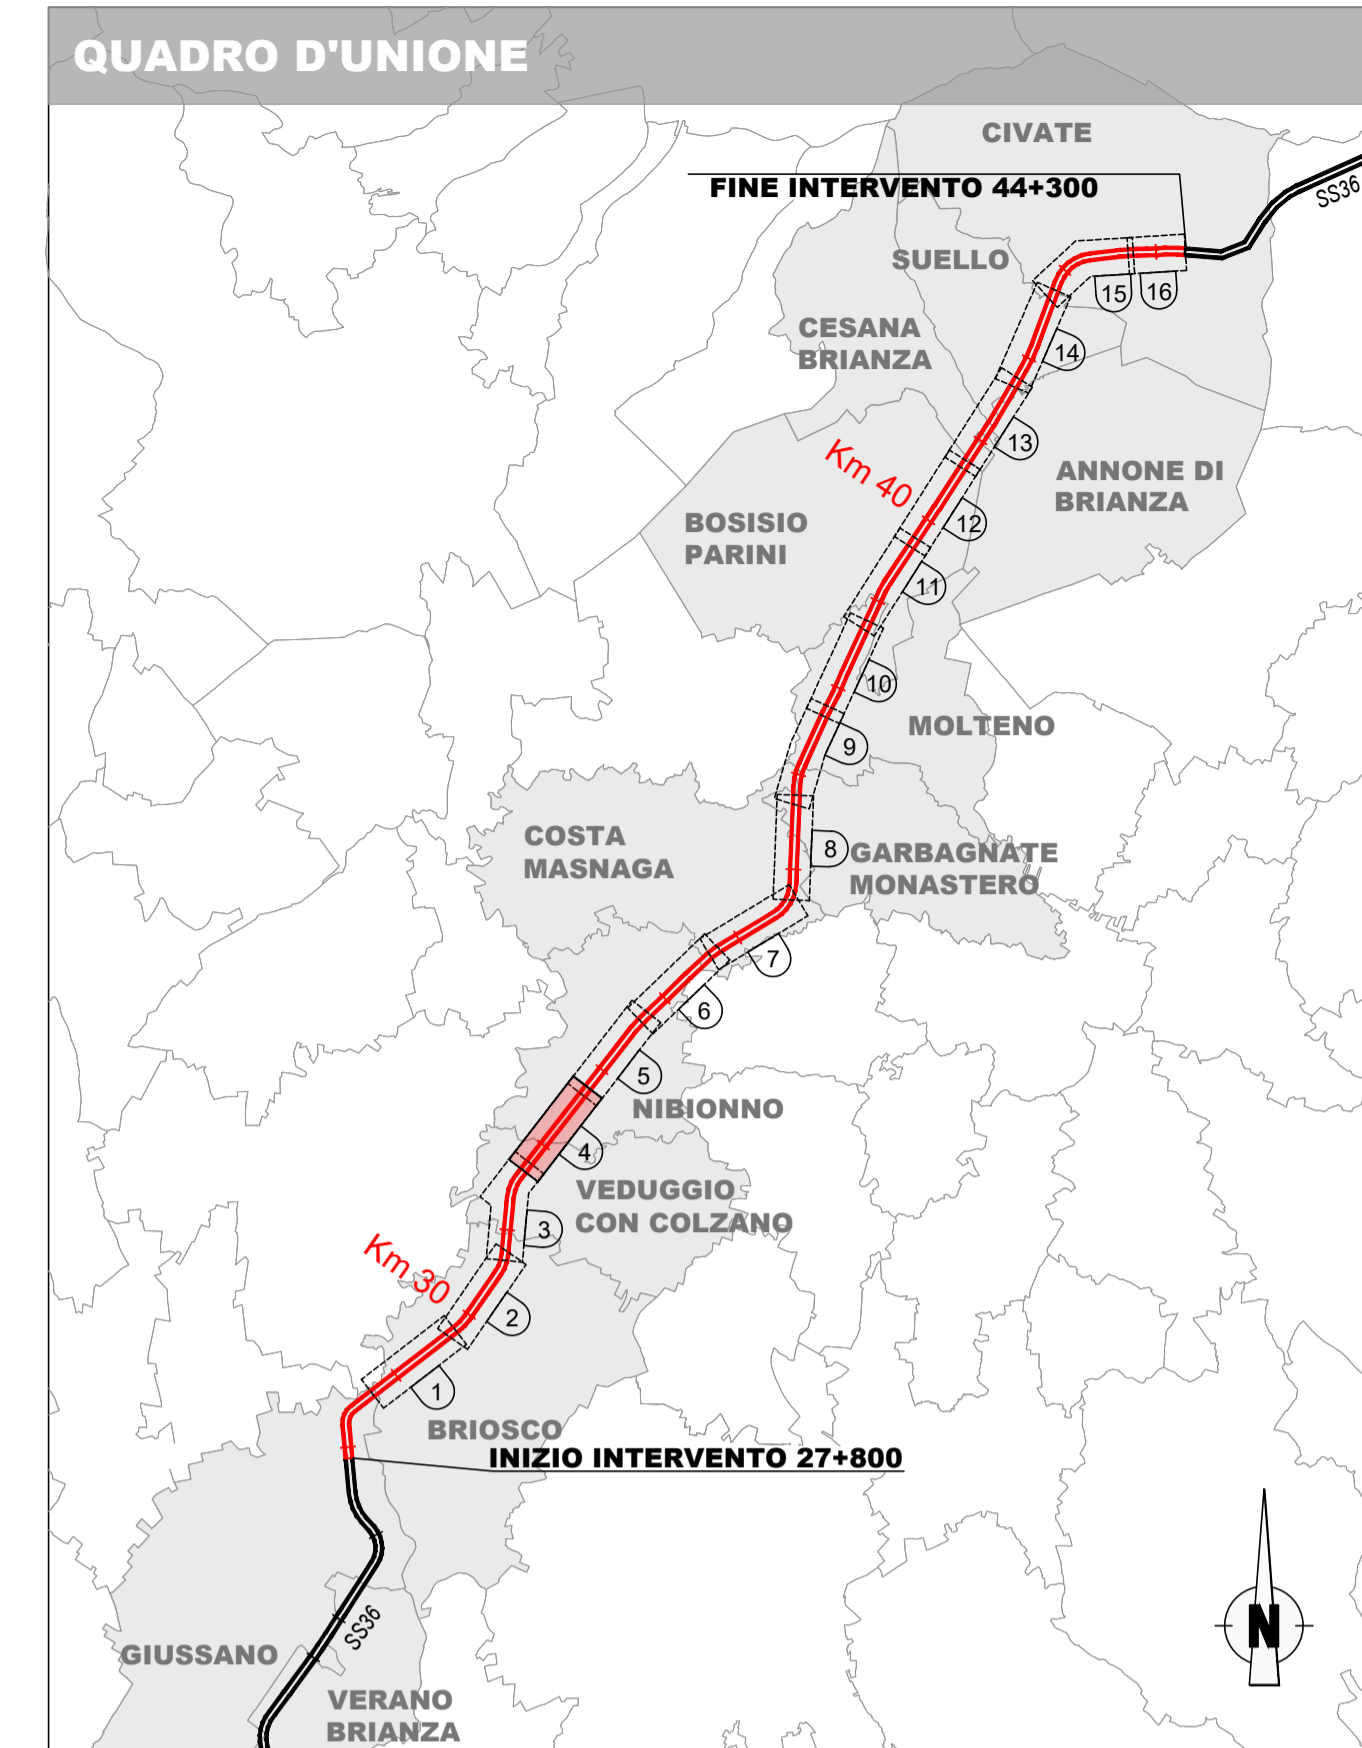 QUADRO D'UNIONE
CIVATE
SS36
FINE INTERVENTO 44+300
SUELLO
15
16
CESANA
BRIANZA
14
13
Km 40
ANNONE DI
BRIANZA
BOSISIO
PARINI
12
11
10
MOLTENO
9
COSTA
MASNAGA
8
GARBAGNATE
MONASTERO
7
6
5
NIBIONNO
4
VEDUGGIO
CON COLZANO
3
Km 30
2
1
BRIOSCO
INIZIO INTERVENTO 27+800
SS36
N
GIUSSANO
VERANO
BRIANZA